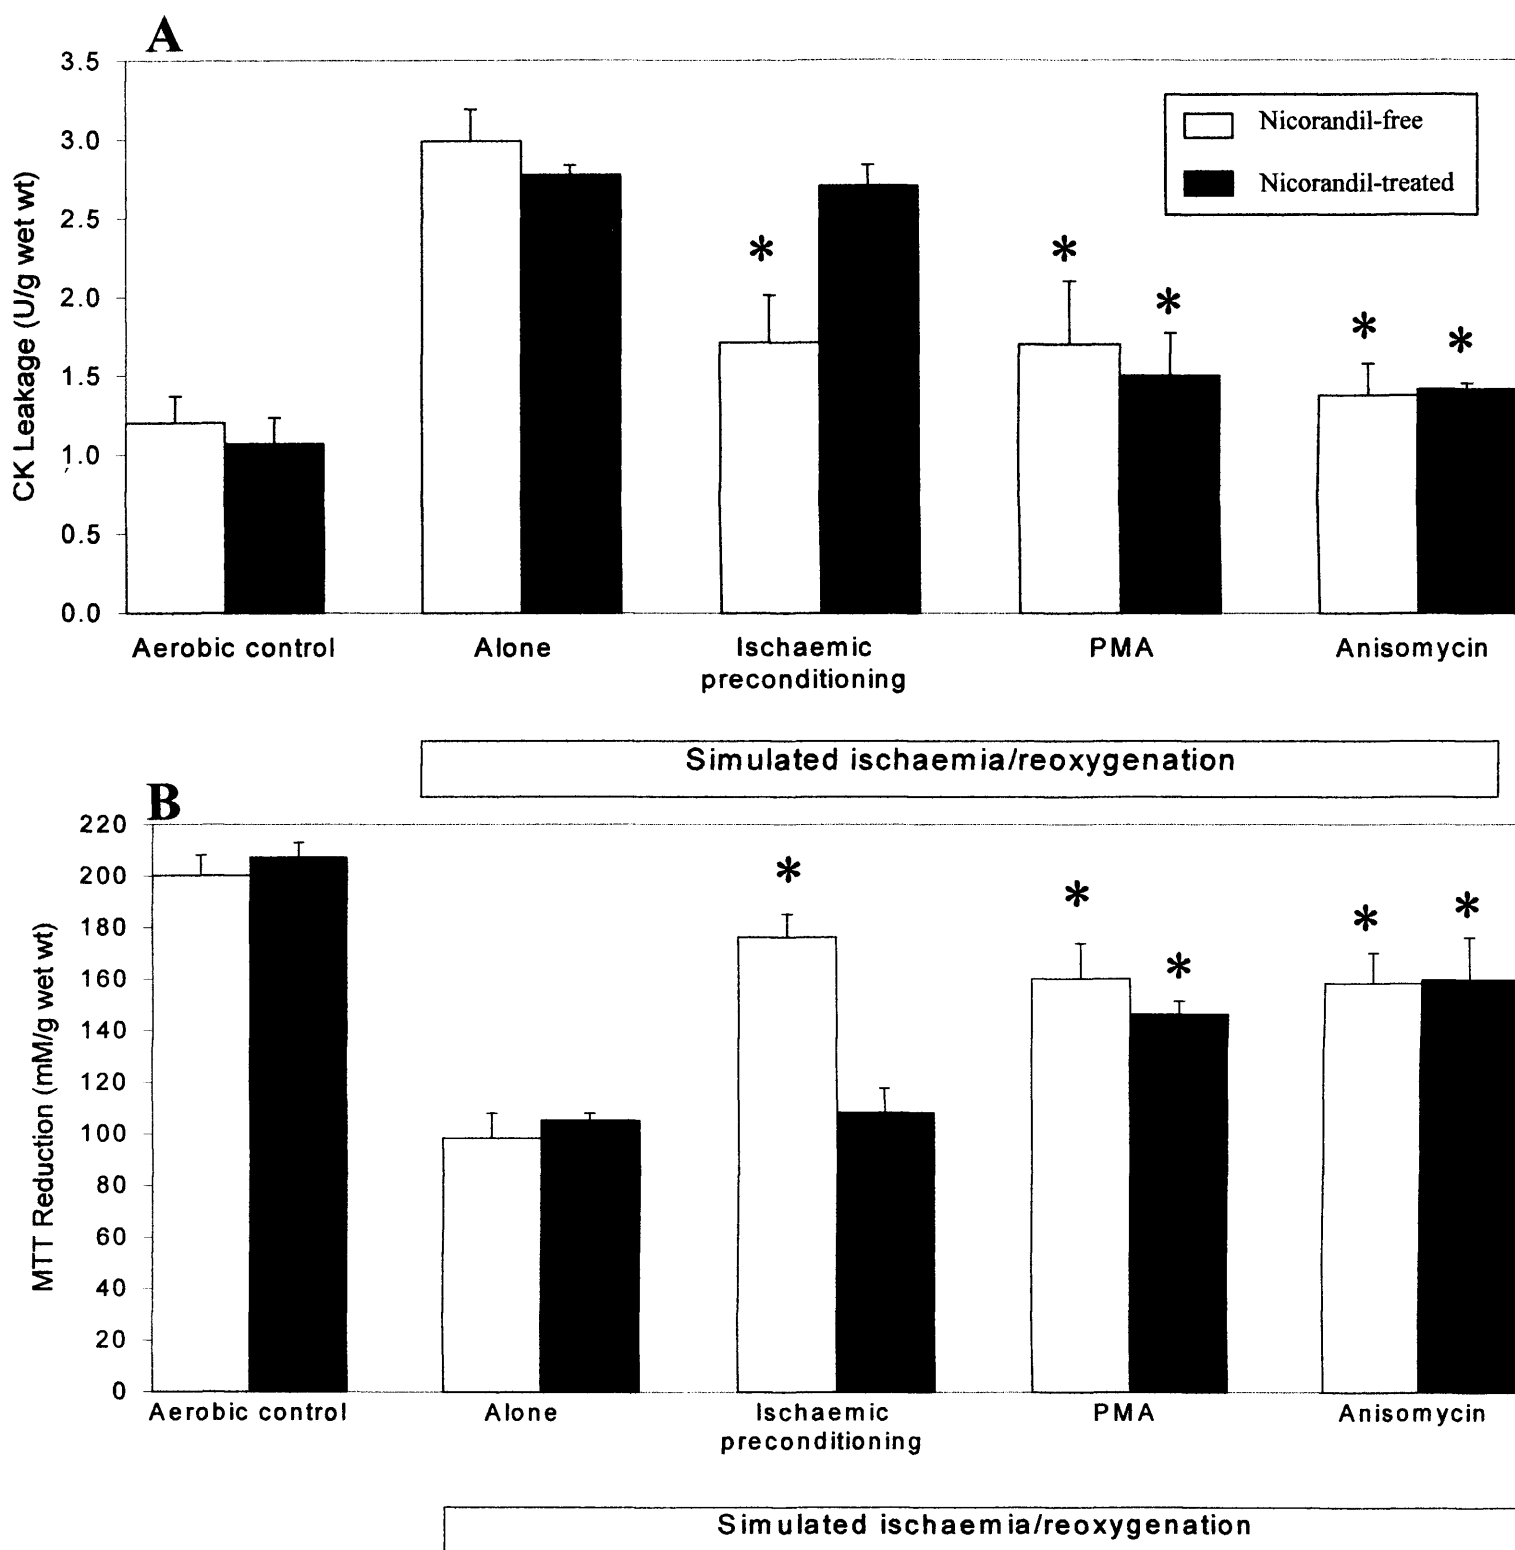 A
3.5
3.0
2.5
2.0
1.5
1.0
0.5
0.0
CK Leakage (U/g wet wt)
Nicorandil-free
Nicorandil-treated
* * * * *
Aerobic control Alone Ischaemic preconditioning PMA Anisomycin
Simulated ischaemia/reoxygenation
B
220
200
180
160
140
120
100
80
60
40
20
0
MTT Reduction (mM/g wet wt)
* * * * *
Aerobic control Alone Ischaemic preconditioning PMA Anisomycin
Simulated ischaemia/reoxygenation